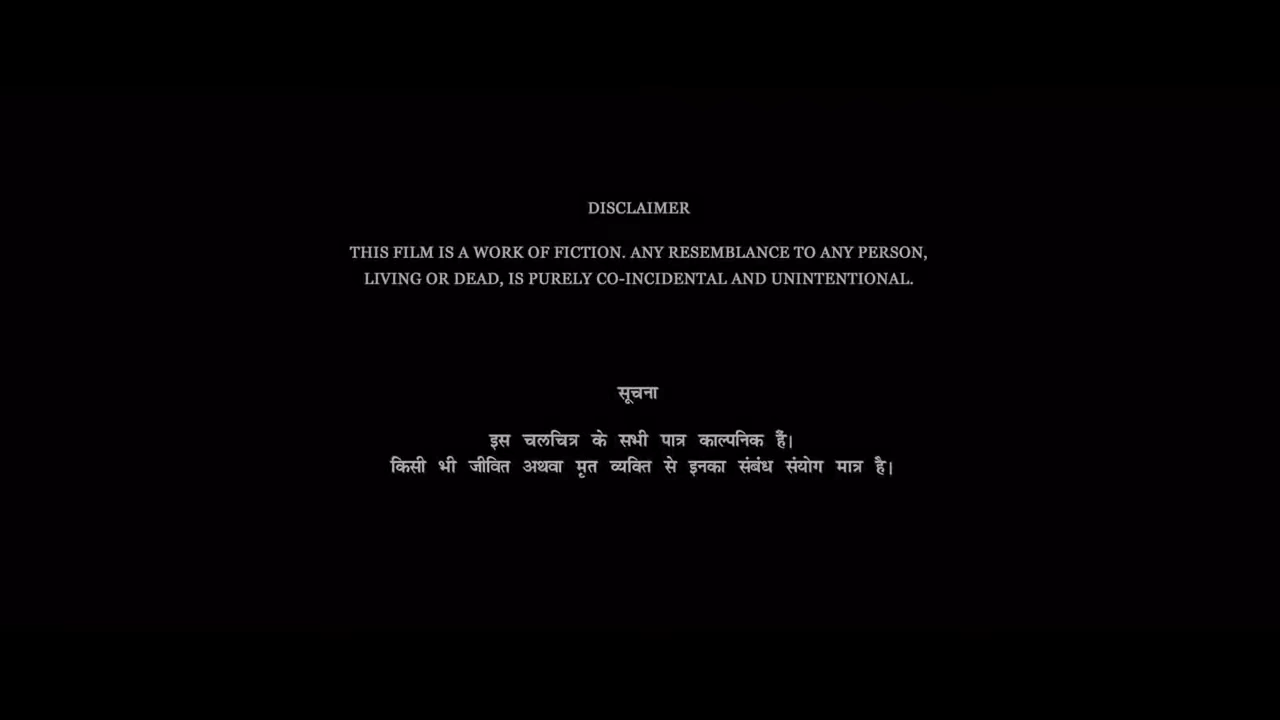 DISCLAIMER
THIS FILM IS A WORK OF FICTION. ANY RESEMBLANCE TO ANY PERSON,
LIVING OR DEAD, IS PURELY CO-INCIDENTAL AND UNINTENTIONAL.
सूचना
इस चलचित्र के सभी पात्र काल्पनिक हैं।
किसी भी जीवित अथवा मृत व्यक्ति से इनका संबंध संयोग मात्र है।